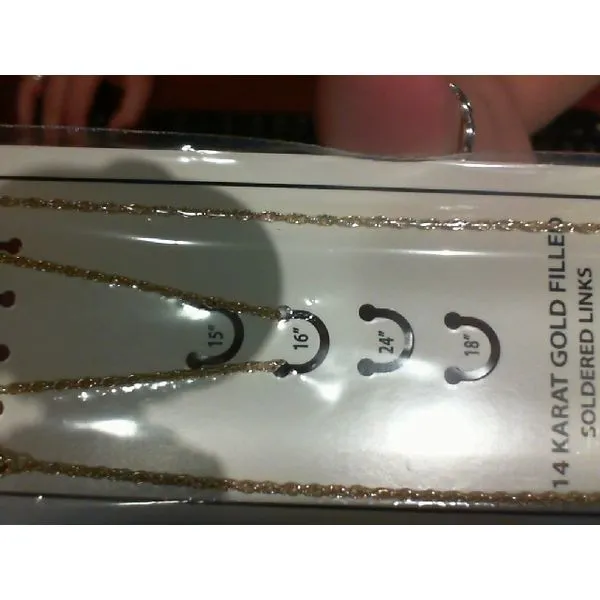 14 KARAT GOLD FILLED
SOLDERED LINKS
15"
16"
24"
18"